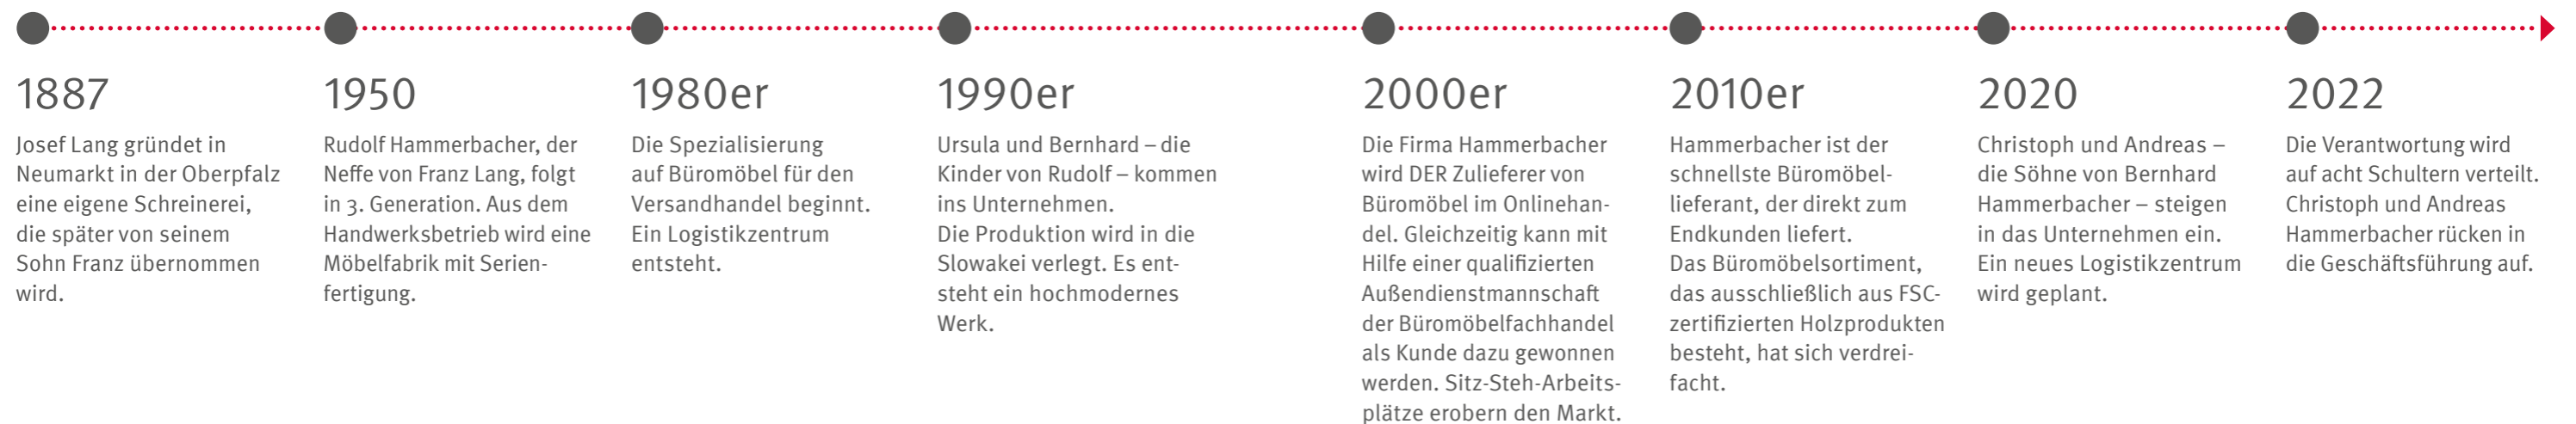 1887
Josef Lang gründet in
Neumarkt in der Oberpfalz
eine eigene Schreinerei,
die später von seinem
Sohn Franz übernommen
wird.
1950
Rudolf Hammerbacher, der
Neffe von Franz Lang, folgt
in 3. Generation. Aus dem
Handwerksbetrieb wird eine
Möbelfabrik mit Serien-
fertigung.
1980er
Die Spezialisierung
auf Büromöbel für den
Versandhandel beginnt.
Ein Logistikzentrum
entsteht.
1990er
Ursula und Bernhard – die
Kinder von Rudolf – kommen
ins Unternehmen.
Die Produktion wird in die
Slowakei verlegt. Es ent-
steht ein hochmodernes
Werk.
2000er
Die Firma Hammerbacher
wird DER Zulieferer von
Büromöbel im Onlinehan-
del. Gleichzeitig kann mit
Hilfe einer qualifizierten
Außendienstmannschaft
der Büromöbelfachhandel
als Kunde dazu gewonnen
werden. Sitz-Steh-Arbeits-
plätze erobern den Markt.
2010er
Hammerbacher ist der
schnellste Büromöbel-
lieferant, der direkt zum
Endkunden liefert.
Das Büromöbelsortiment,
das ausschließlich aus FSC-
zertifizierten Holzprodukten
besteht, hat sich verdrei-
facht.
2020
Christoph und Andreas –
die Söhne von Bernhard
Hammerbacher – steigen
in das Unternehmen ein.
Ein neues Logistikzentrum
wird geplant.
2022
Die Verantwortung wird
auf acht Schultern verteilt.
Christoph und Andreas
Hammerbacher rücken in
die Geschäftsführung auf.